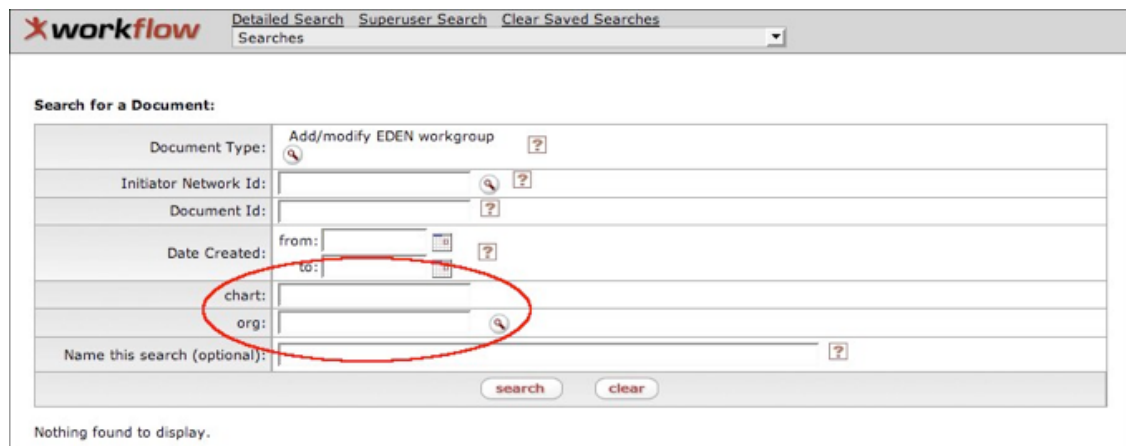 workflow
Detailed Search Superuser Search Clear Saved Searches
Searches
Search for a Document:
Document Type: Add/modify EDEN workgroup ?
Initiator Network Id: ?
Document Id: ?
Date Created: from: ?
to:
chart:
org:
Name this search (optional): ?
search clear
Nothing found to display.